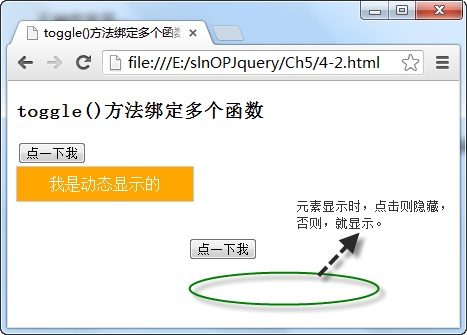 toggle()方法绑定多个函数
file:///E:/slnOPJquery/Ch5/4-2.html
toggle()方法绑定多个函数
点一下我
我是动态显示的
元素显示时，点击则隐藏，
否则，就显示。
点一下我